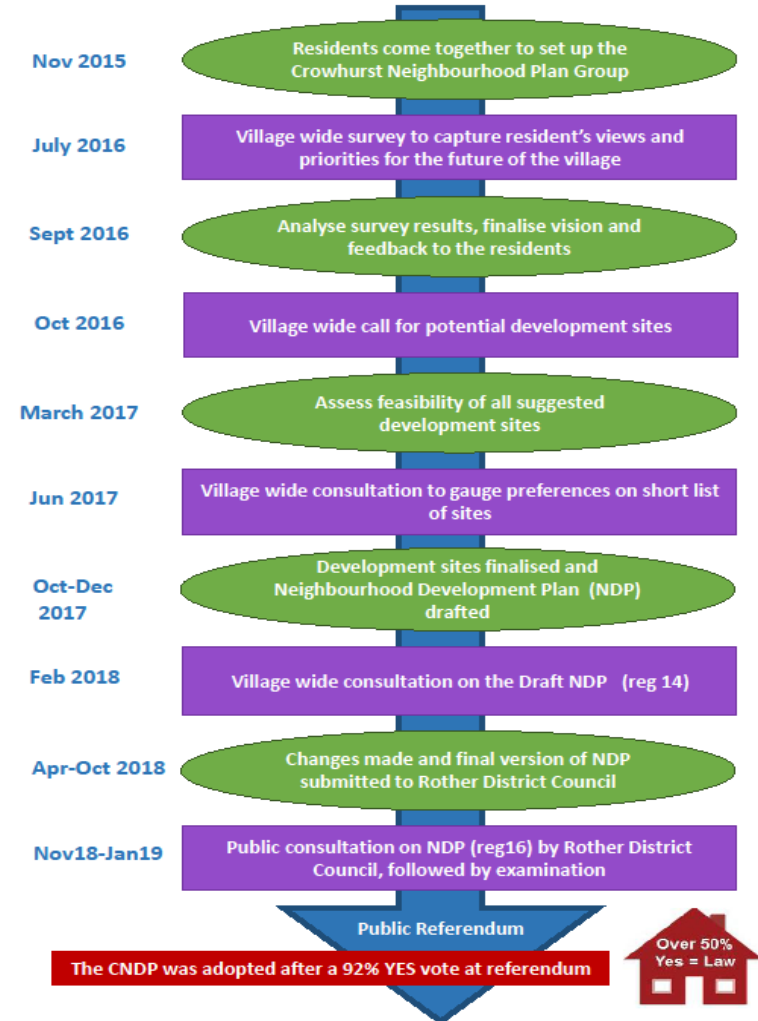 Nov 2015
Residents come together to set up the
Crowhurst Neighbourhood Plan Group
July 2016
Village wide survey to capture resident's views and
priorities for the future of the village
Sept 2016
Analyse survey results, finalise vision and
feedback to the residents
Oct 2016
Village wide call for potential development sites
March 2017
Assess feasibility of all suggested
development sites
Jun 2017
Village wide consultation to gauge preferences on short list
of sites
Oct-Dec
2017
Development sites finalised and
Neighbourhood Development Plan (NDP)
drafted
Feb 2018
Village wide consultation on the Draft NDP (reg 14)
Apr-Oct 2018
Changes made and final version of NDP
submitted to Rother District Council
Nov18-Jan19
Public consultation on NDP (reg16) by Rother District
Council, followed by examination
Public Referendum
The CNDP was adopted after a 92% YES vote at referendum
Over 50%
Yes = Law